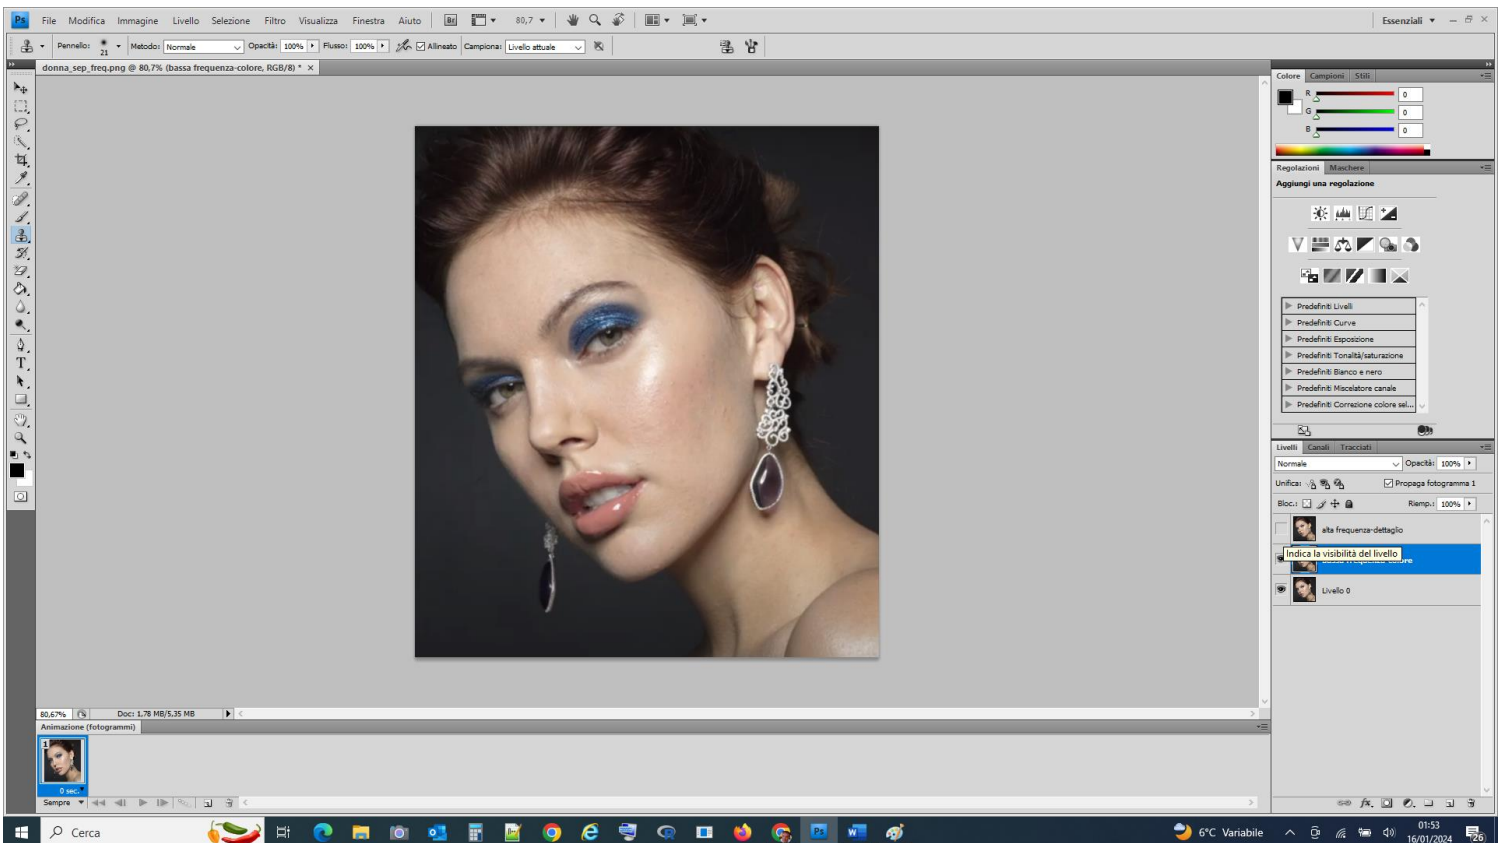 Ps File Modifica Immagine Livello Selezione Filtro Visualizza Finestra Aiuto Br 80,7 Essenziali
Pennello: 21 Metodo: Normale Opacità: 100% Flusso: 100% Allineato Campiona: Livello attuale
donna_sep_freq.png @ 80,7% (bassa frequenza-colore, RGB/8) * ×
Colore Campioni Stili
R 0
G 0
B 0
Regolazioni Maschere
Aggiungi una regolazione
Predefiniti Livelli
Predefiniti Curve
Predefiniti Esposizione
Predefiniti Tonalità/saturazione
Predefiniti Bianco e nero
Predefiniti Miscelatore canale
Predefiniti Correzione colore sel...
Livelli Canali Tracciati
Normale Opacità: 100%
Unifica: Propaga fotogramma 1
Bloc.: Riemp.: 100%
alta frequenza-dettaglio
Indica la visibilità del livello
Livello 0
80,67% Doc: 1,78 MB/5,35 MB
Animazione (fotogrammi)
1
0 sec.
Sempre
Cerca
6°C Variabile
01:53
16/01/2024
26